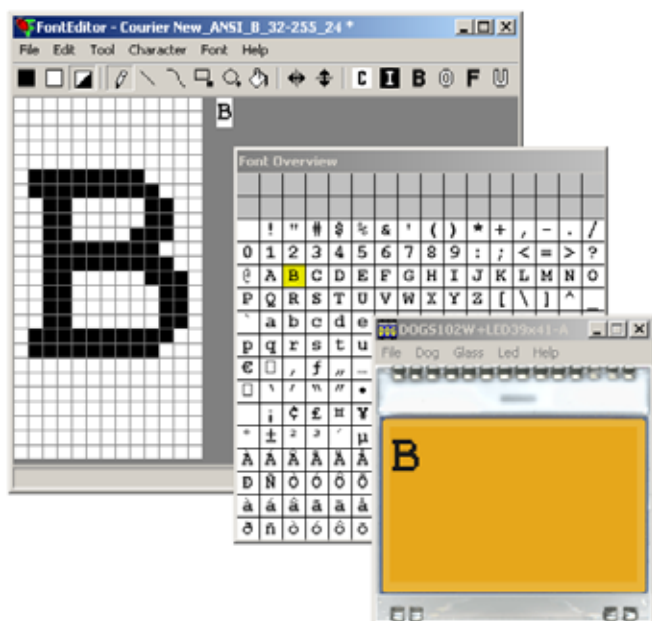 FontEditor - Courier New_ANSI_B_32-255_24 *
File Edit Tool Character Font Help
C I B O F U
B
Font Overview
! " # $ % & ' ( ) * + , - . /
0 1 2 3 4 5 6 7 8 9 : ; < = > ?
@ A B C D E F G H I J K L M N O
P Q R S T U V W X Y Z [ \ ] ^ _
` a b c d e
p q r s t u
€ ƒ „
¡ ¢ £ ¤ ¥
° ± ² ³ ´ µ
À Á Â Ã Ä Å
Ð Ñ Ò Ó Ô Õ
à á â ã ä å
ð ñ ò ó ô õ
DOGS102W+LED39x41-A
File Dog Glass Led Help
B